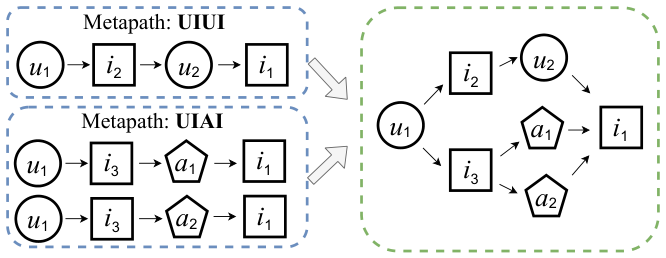 Metapath: UIUI
u1 i2 u2 i1
Metapath: UIAI
u1 i3 a1 i1
u1 i3 a2 i1
u2
i2
a1
u1 i1
i3
a2